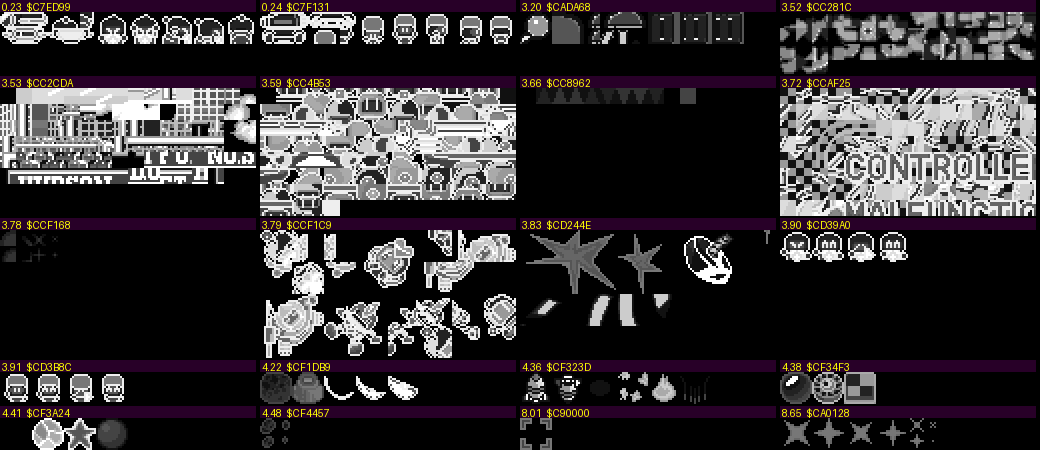 0.23 $C7ED99
0.24 $C7F131
3.20 $CADA68
3.52 $CC281C
3.53 $CC2CDA
3.59 $CC4B53
3.66 $CC8962
3.72 $CCAF25
HUDSON
CONTROLLE
3.78 $CCF168
3.79 $CCF1C9
3.83 $CD244E
3.90 $CD39A0
3.91 $CD3B8C
4.22 $CF1DB9
4.36 $CF323D
4.38 $CF34F3
4.41 $CF3A24
4.48 $CF4457
8.01 $C90000
8.65 $CA0128